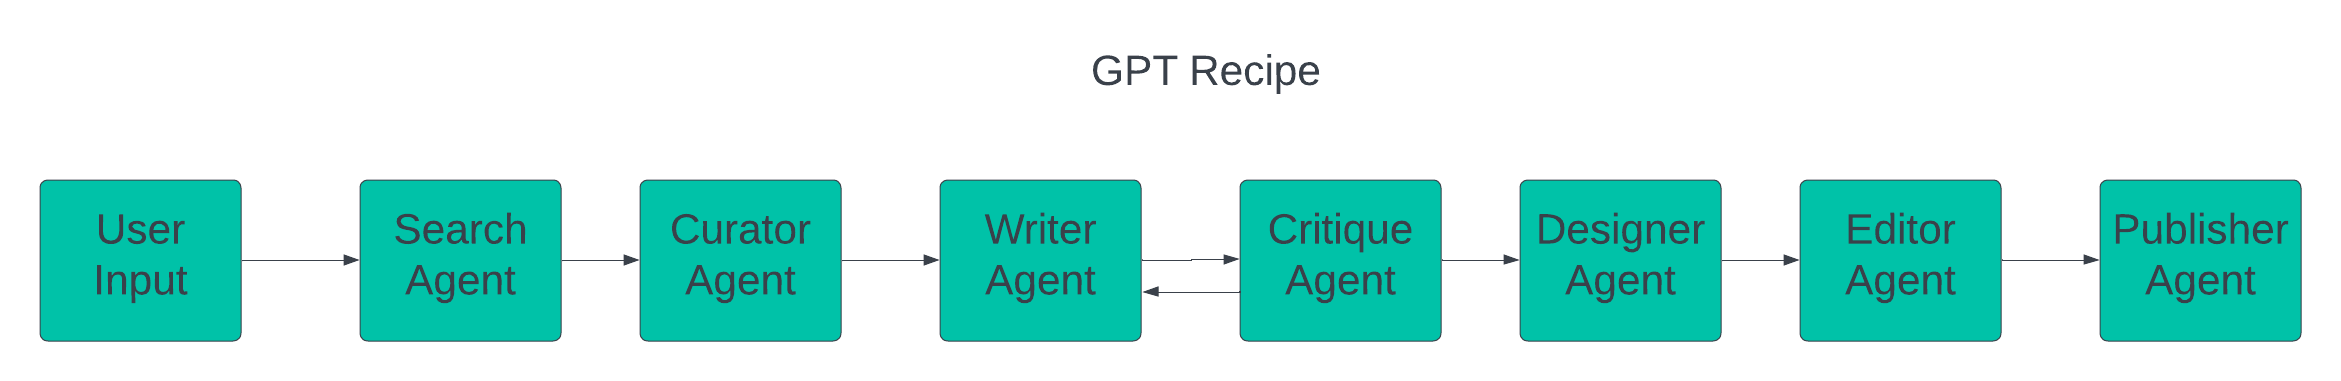 GPT Recipe
User
Input
Search
Agent
Curator
Agent
Writer
Agent
Critique
Agent
Designer
Agent
Editor
Agent
Publisher
Agent